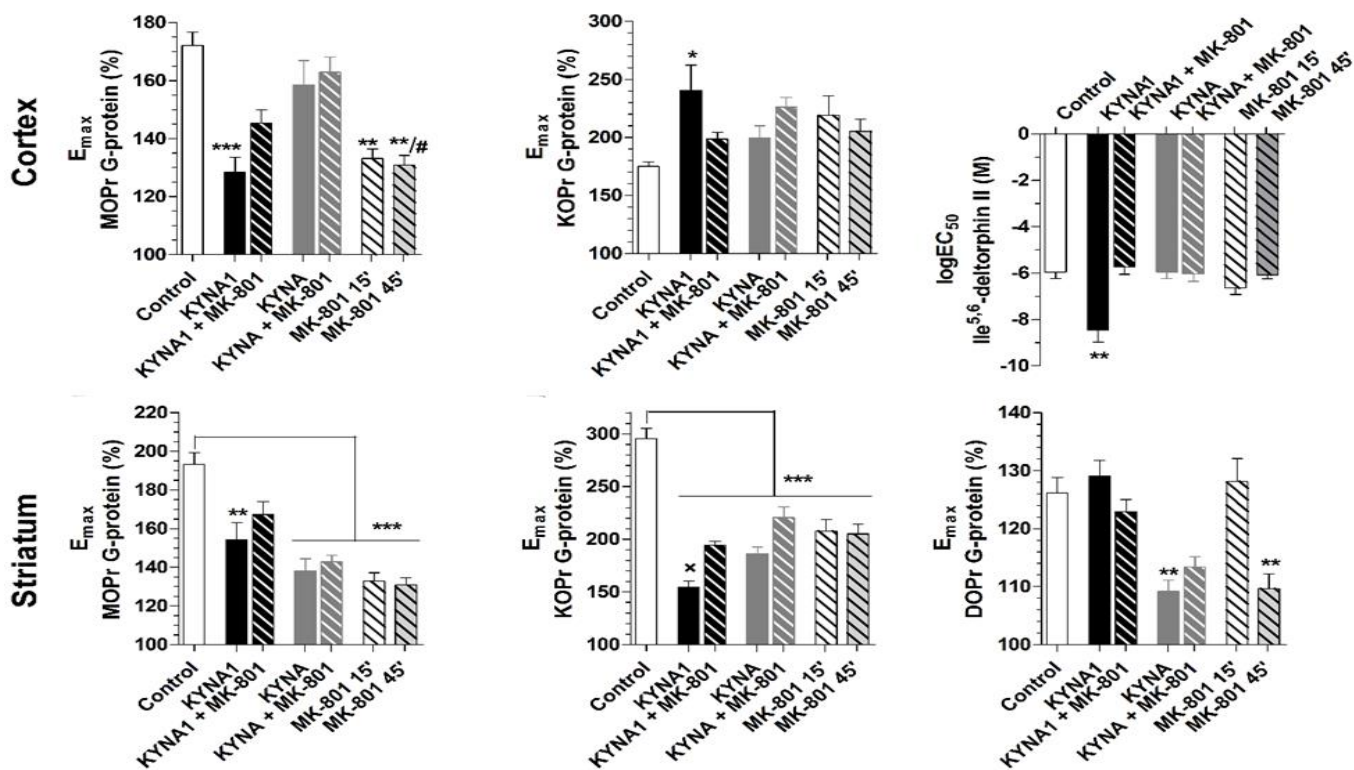 Cortex
E_max
MOPr G-protein (%)
180
160
140
120
100
***
**
**/#
Control
KYNA1
KYNA1 + MK-801
KYNA
KYNA + MK-801
MK-801 15'
MK-801 45'
E_max
KOPr G-protein (%)
300
250
200
150
100
*
Control
KYNA1
KYNA1 + MK-801
KYNA
KYNA + MK-801
MK-801 15'
MK-801 45'
Control
KYNA1
KYNA1 + MK-801
KYNA
KYNA + MK-801
MK-801 15'
MK-801 45'
logEC50
Ile5,6-deltorphin II (M)
0
-2
-4
-6
-8
-10
**
Striatum
E_max
MOPr G-protein (%)
220
200
180
160
140
120
100
**
***
Control
KYNA1
KYNA1 + MK-801
KYNA
KYNA + MK-801
MK-801 15'
MK-801 45'
E_max
KOPr G-protein (%)
300
250
200
150
100
×
***
Control
KYNA1
KYNA1 + MK-801
KYNA
KYNA + MK-801
MK-801 15'
MK-801 45'
E_max
DOPr G-protein (%)
140
130
120
110
100
**
**
Control
KYNA1
KYNA1 + MK-801
KYNA
KYNA + MK-801
MK-801 15'
MK-801 45'